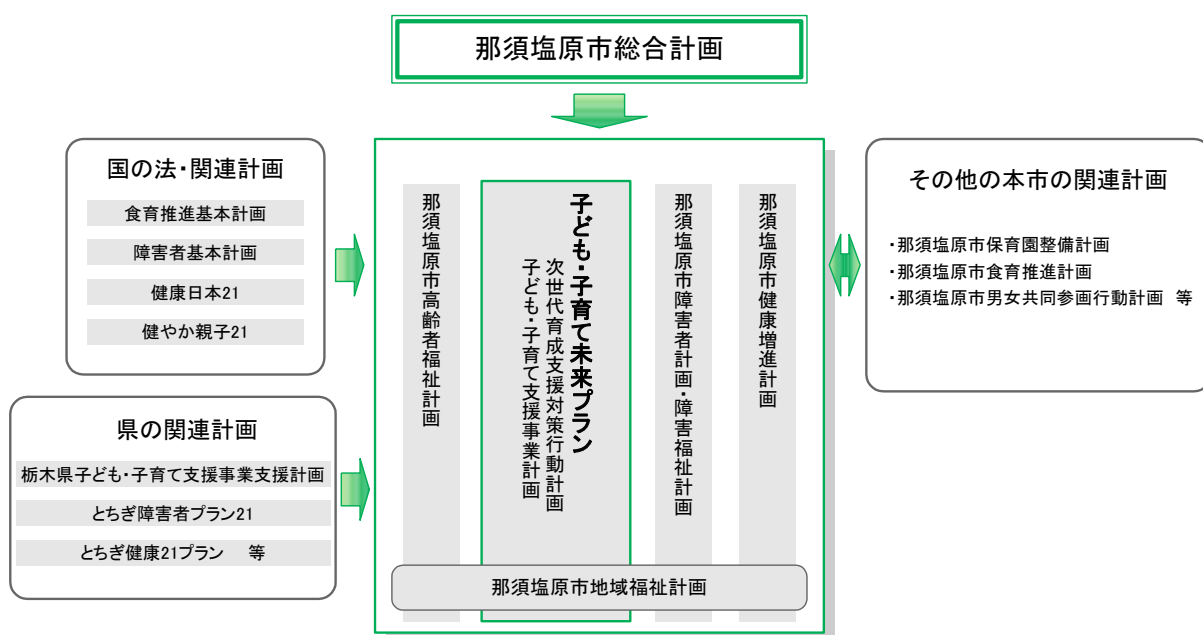 那須塩原市総合計画
国の法・関連計画
食育推進基本計画
障害者基本計画
健康日本21
健やか親子21
県の関連計画
栃木県子ども・子育て支援事業支援計画
とちぎ障害者プラン21
とちぎ健康21プラン　等
那須塩原市高齢者福祉計画
子ども・子育て未来プラン
次世代育成支援対策行動計画
子ども・子育て支援事業計画
那須塩原市障害者計画・障害福祉計画
那須塩原市健康増進計画
那須塩原市地域福祉計画
その他の本市の関連計画
・那須塩原市保育園整備計画
・那須塩原市食育推進計画
・那須塩原市男女共同参画行動計画　等